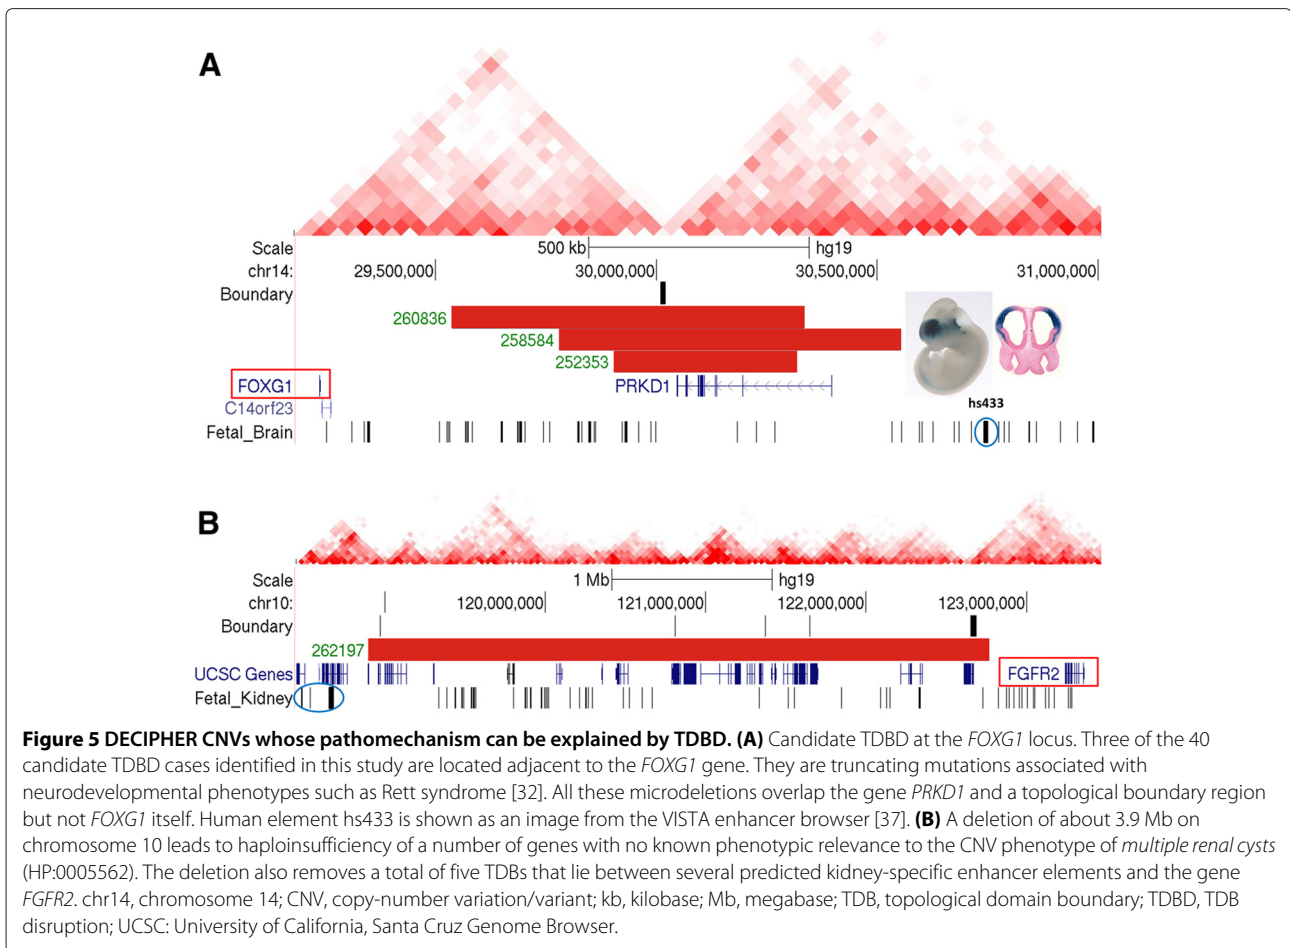 A
Scale 500 kb hg19
chr14: 29,500,000 30,000,000 30,500,000 31,000,000
Boundary
260836
258584
252353
FOXG1 PRKD1
C14orf23
hs433
Fetal_Brain
B
Scale 1 Mb hg19
chr10: 120,000,000 121,000,000 122,000,000 123,000,000
Boundary
262197
UCSC Genes FGFR2
Fetal_Kidney
Figure 5 DECIPHER CNVs whose pathomechanism can be explained by TDBD. (A) Candidate TDBD at the FOXG1 locus. Three of the 40
candidate TDBD cases identified in this study are located adjacent to the FOXG1 gene. They are truncating mutations associated with
neurodevelopmental phenotypes such as Rett syndrome [32]. All these microdeletions overlap the gene PRKD1 and a topological boundary region
but not FOXG1 itself. Human element hs433 is shown as an image from the VISTA enhancer browser [37]. (B) A deletion of about 3.9 Mb on
chromosome 10 leads to haploinsufficiency of a number of genes with no known phenotypic relevance to the CNV phenotype of multiple renal cysts
(HP:0005562). The deletion also removes a total of five TDBs that lie between several predicted kidney-specific enhancer elements and the gene
FGFR2. chr14, chromosome 14; CNV, copy-number variation/variant; kb, kilobase; Mb, megabase; TDB, topological domain boundary; TDBD, TDB
disruption; UCSC: University of California, Santa Cruz Genome Browser.